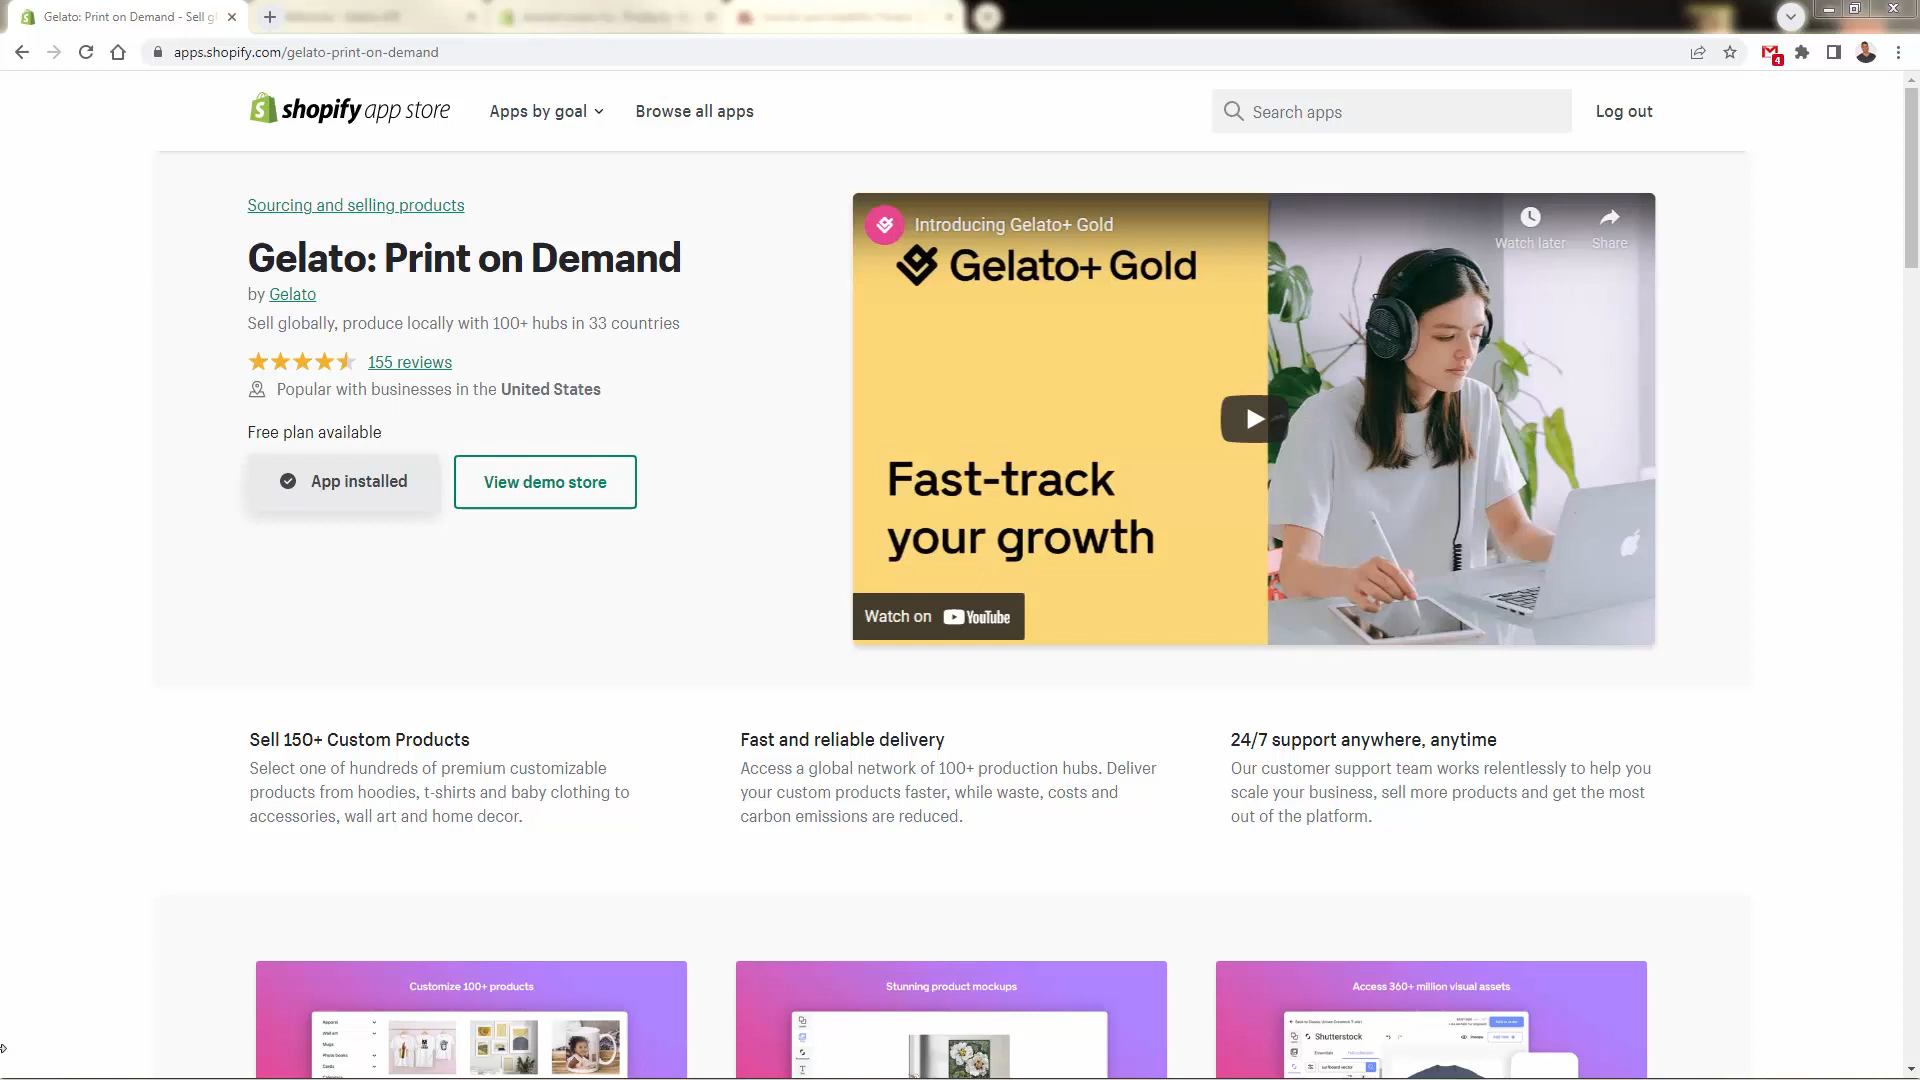 Gelato: Print on Demand - Sell gl
apps.shopify.com/gelato-print-on-demand
4
shopify app store
Apps by goal
Browse all apps
Search apps
Log out
Sourcing and selling products
Gelato: Print on Demand
by Gelato
Sell globally, produce locally with 100+ hubs in 33 countries
155 reviews
Popular with businesses in the United States
Free plan available
App installed
View demo store
Introducing Gelato+ Gold
Watch later
Share
Gelato+ Gold
Fast-track
your growth
Watch on YouTube
Sell 150+ Custom Products
Select one of hundreds of premium customizable
products from hoodies, t-shirts and baby clothing to
accessories, wall art and home decor.
Fast and reliable delivery
Access a global network of 100+ production hubs. Deliver
your custom products faster, while waste, costs and
carbon emissions are reduced.
24/7 support anywhere, anytime
Our customer support team works relentlessly to help you
scale your business, sell more products and get the most
out of the platform.
Customize 100+ products
Apparel
Wall art
Mugs
Photo books
Cards
Stunning product mockups
Access 360+ million visual assets
Shutterstock
Essentials
surfboard vector